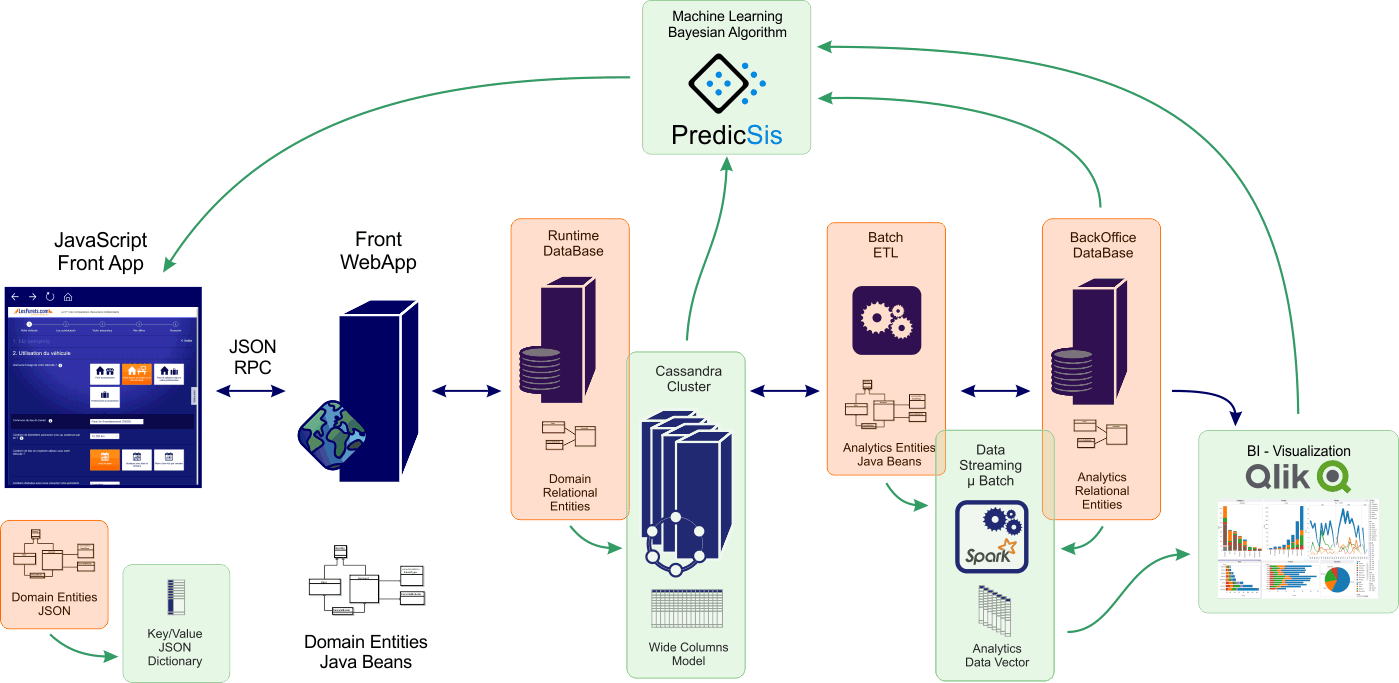 Machine Learning
Bayesian Algorithm
PredicSis
JavaScript
Front App
LesFurets.com
2. Utilisation du véhicule
JSON
RPC
Front
WebApp
Runtime
DataBase
Domain
Relational
Entities
Cassandra
Cluster
Wide Columns
Model
Batch
ETL
Analytics Entities
Java Beans
Data
Streaming
µ Batch
Spark
Analytics
Data Vector
BackOffice
DataBase
Analytics
Relational
Entities
BI - Visualization
Qlik
Domain Entities
JSON
Key/Value
JSON
Dictionary
Domain Entities
Java Beans